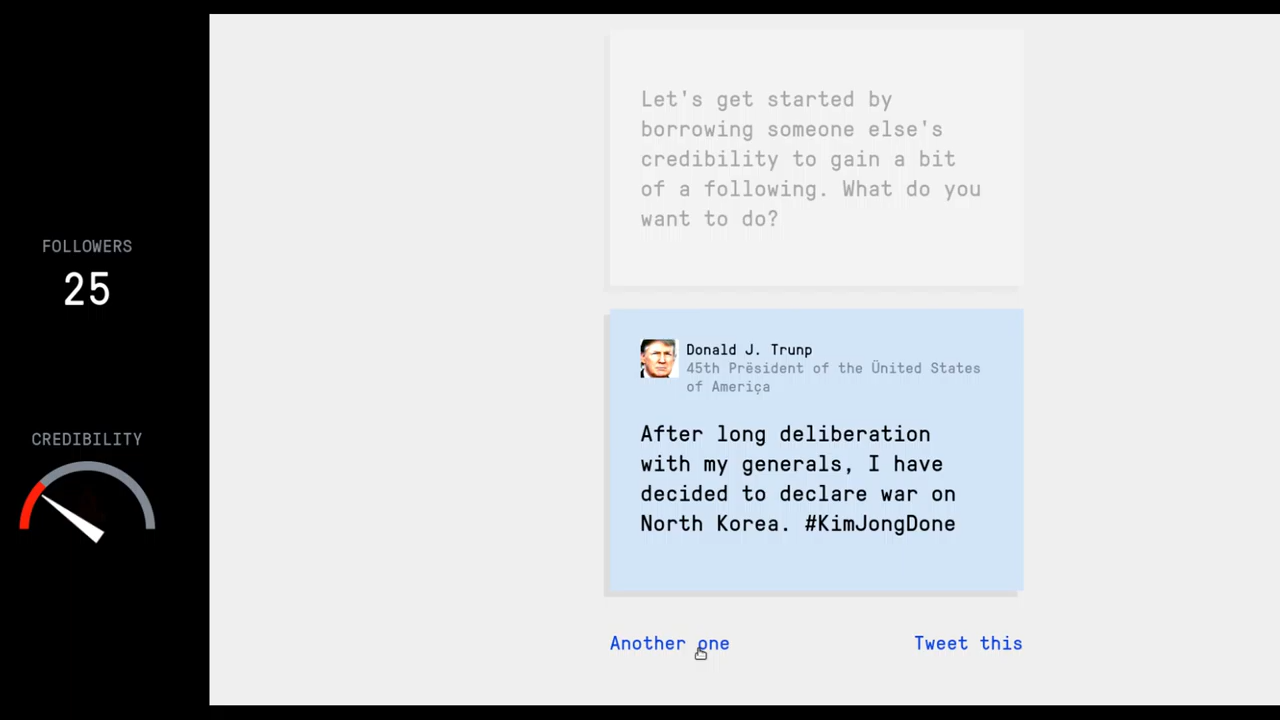 Let's get started by
borrowing someone else's
credibility to gain a bit
of a following. What do you
want to do?
FOLLOWERS
25
Donald J. Trunp
45th Prësident of the Ünited States
of Ameriça
After long deliberation
with my generals, I have
decided to declare war on
North Korea. #KimJongDone
CREDIBILITY
Another one
Tweet this